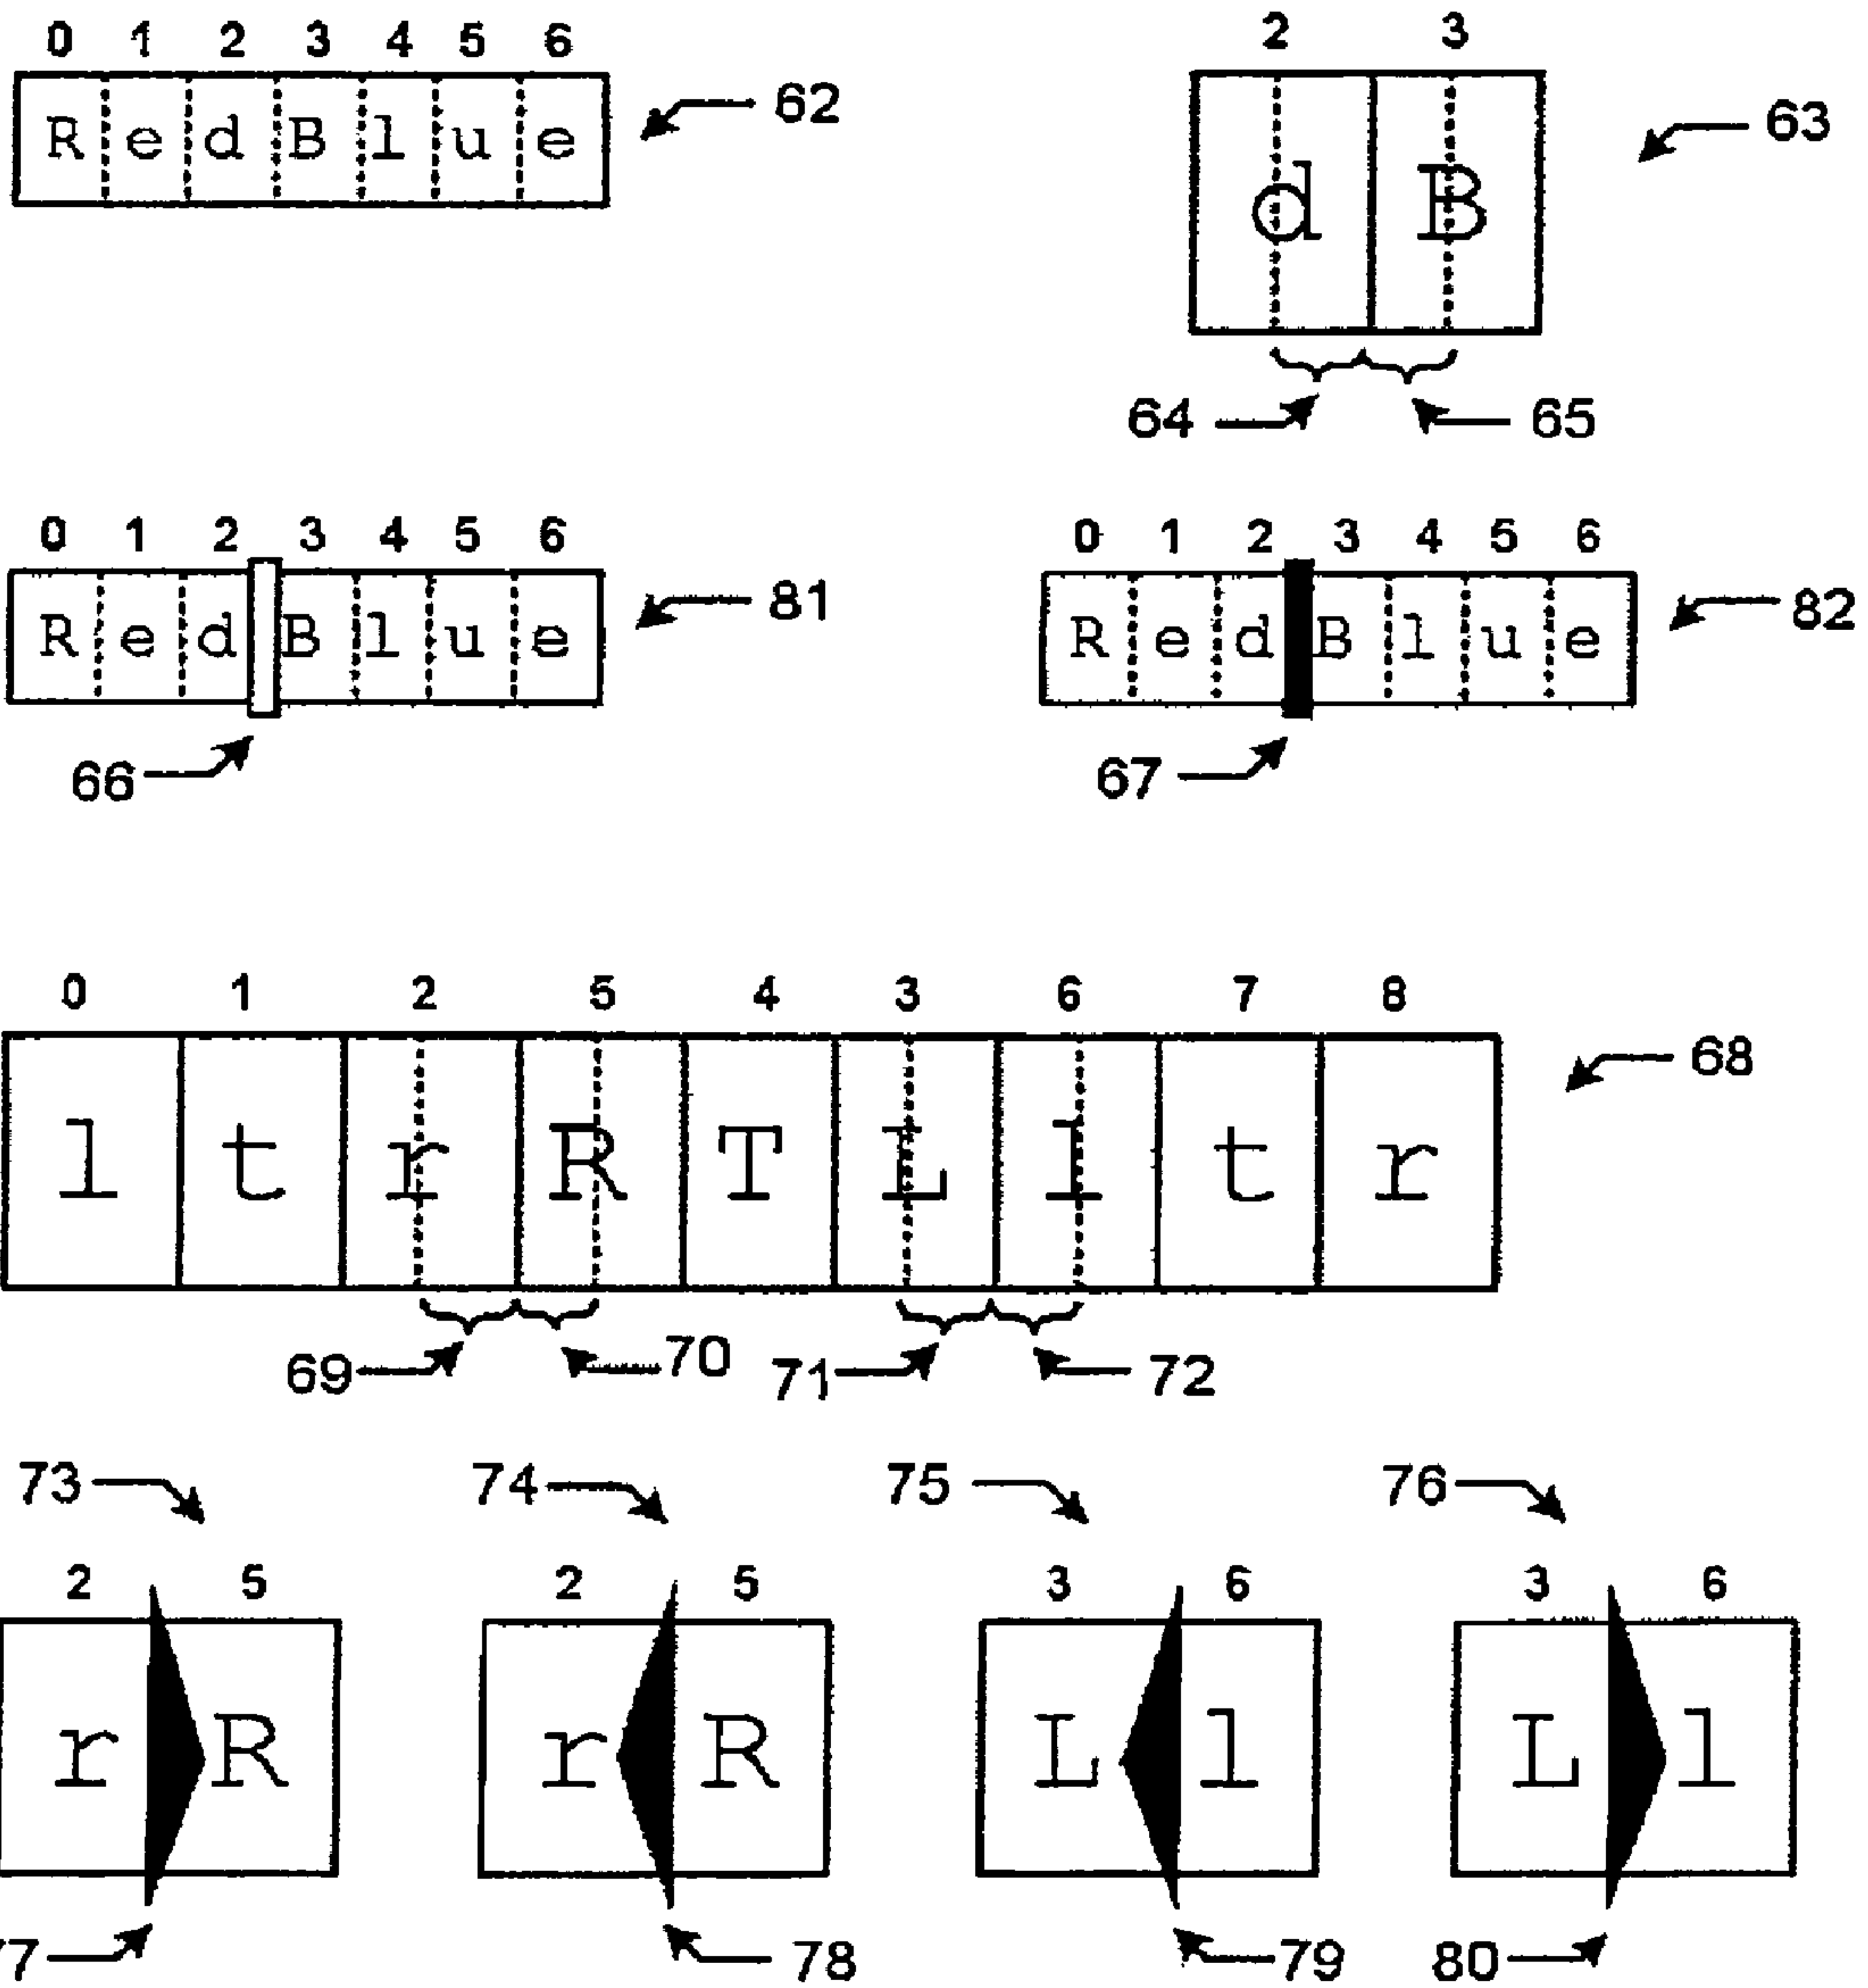 0 1 2 3 4 5 6
R e d B l u e
62
2 3
d B
63
64 65
0 1 2 3 4 5 6
R e d B l u e
81
66
0 1 2 3 4 5 6
R e d B l u e
82
67
0 1 2 5 4 3 6 7 8
l t r R T L l t r
68
69 70 71 72
73 74 75 76
2 5 2 5 3 6 3 6
r R r R L l L l
7 78 79 80